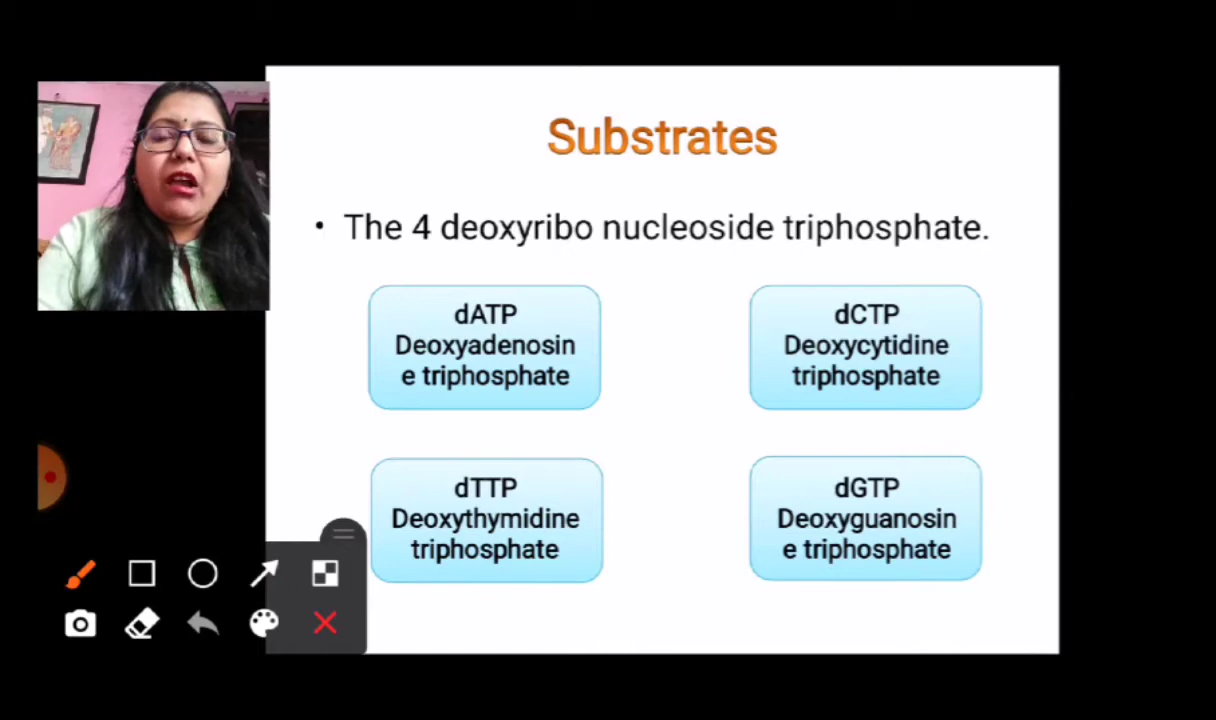 Substrates
• The 4 deoxyribo nucleoside triphosphate.
dATP
Deoxyadenosin
e triphosphate
dCTP
Deoxycytidine
triphosphate
dTTP
Deoxythymidine
triphosphate
dGTP
Deoxyguanosin
e triphosphate